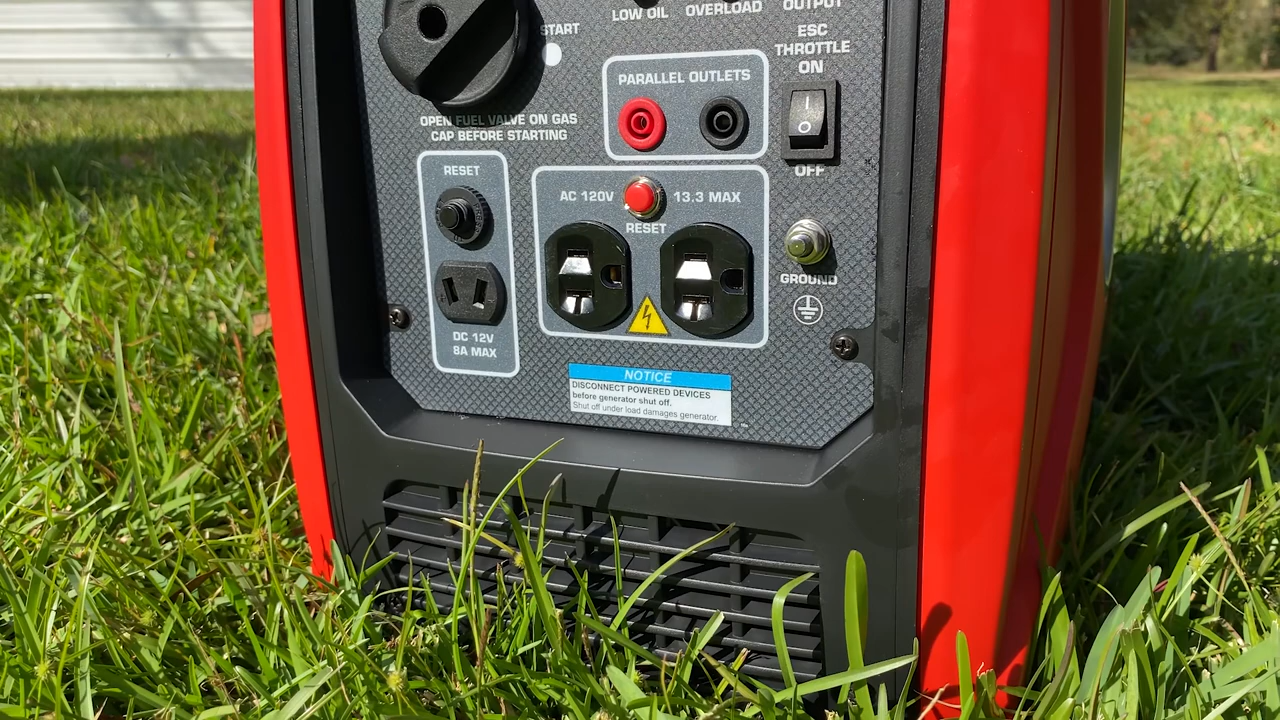 START
LOW OIL
OVERLOAD
OUTPUT
ESC
THROTTLE
ON
PARALLEL OUTLETS
I
O
OFF
OPEN FUEL VALVE ON GAS
CAP BEFORE STARTING
RESET
AC 120V
13.3 MAX
RESET
GROUND
DC 12V
8A MAX
NOTICE
DISCONNECT POWERED DEVICES
before generator shut off.
Shut off under load damages generator.